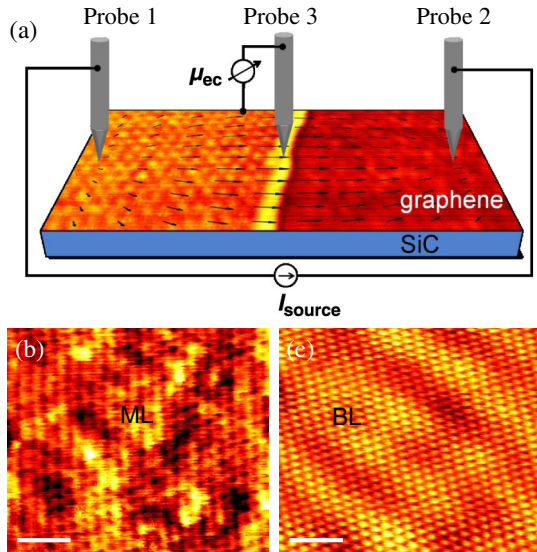 Probe 1 Probe 3 Probe 2
(a)
μec
graphene
SiC
Isource
(b) (c)
ML BL